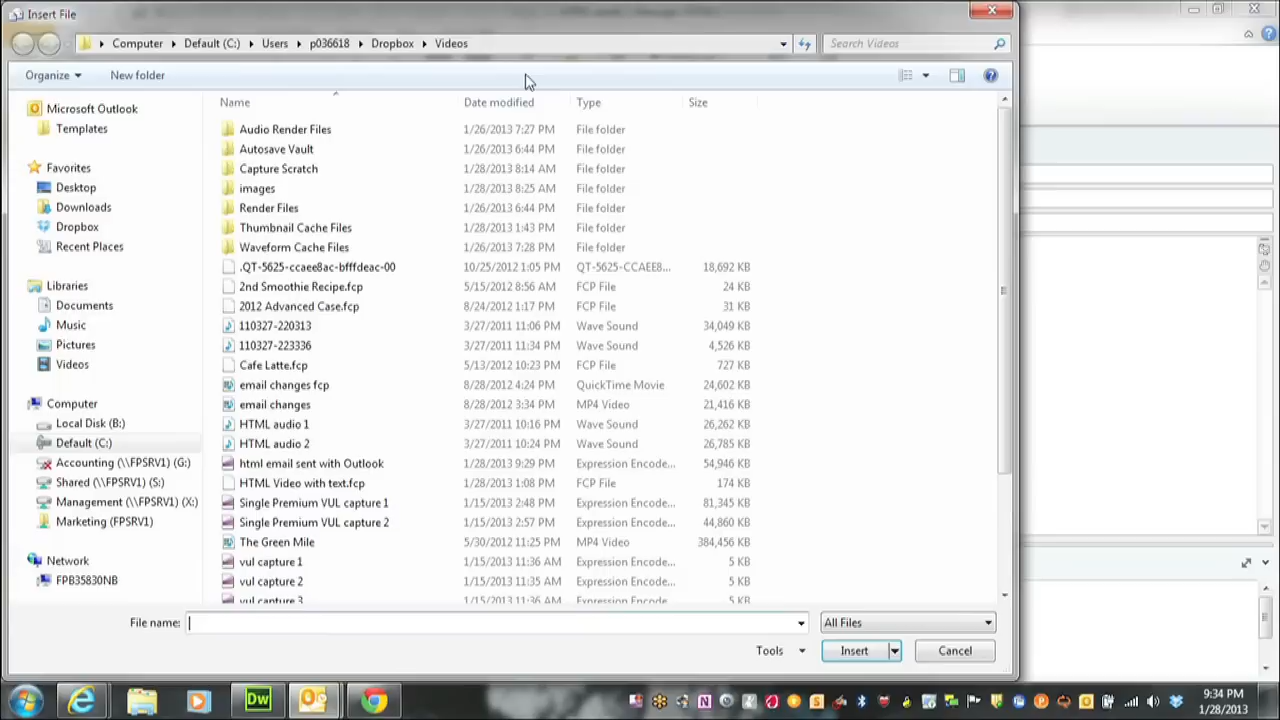 Insert File
Computer Default (C:) Users p036618 Dropbox Videos Search Videos
Organize New folder
Microsoft Outlook
Templates
Favorites
Desktop
Downloads
Dropbox
Recent Places
Libraries
Documents
Music
Pictures
Videos
Computer
Local Disk (B:)
Default (C:)
Accounting (\\FPSRV1) (G:)
Shared (\\FPSRV1) (S:)
Management (\\FPSRV1) (X:)
Marketing (FPSRV1)
Network
FPB35830NB
Name Date modified Type Size
Audio Render Files 1/26/2013 7:27 PM File folder
Autosave Vault 1/26/2013 6:44 PM File folder
Capture Scratch 1/28/2013 8:14 AM File folder
images 1/28/2013 8:25 AM File folder
Render Files 1/26/2013 6:44 PM File folder
Thumbnail Cache Files 1/28/2013 1:43 PM File folder
Waveform Cache Files 1/26/2013 7:28 PM File folder
.QT-5625-ccaee8ac-bfffdeac-00 10/25/2012 1:05 PM QT-5625-CCAEE8... 18,692 KB
2nd Smoothie Recipe.fcp 5/15/2012 8:56 AM FCP File 24 KB
2012 Advanced Case.fcp 8/24/2012 1:17 PM FCP File 31 KB
110327-220313 3/27/2011 11:06 PM Wave Sound 34,049 KB
110327-223336 3/27/2011 11:34 PM Wave Sound 4,526 KB
Cafe Latte.fcp 5/13/2012 10:23 PM FCP File 727 KB
email changes fcp 8/28/2012 4:24 PM QuickTime Movie 24,602 KB
email changes 8/28/2012 3:34 PM MP4 Video 21,416 KB
HTML audio 1 3/27/2011 10:16 PM Wave Sound 26,262 KB
HTML audio 2 3/27/2011 10:24 PM Wave Sound 26,785 KB
html email sent with Outlook 1/28/2013 9:29 PM Expression Encode... 54,946 KB
HTML Video with text.fcp 1/28/2013 1:08 PM FCP File 174 KB
Single Premium VUL capture 1 1/15/2013 2:48 PM Expression Encode... 81,345 KB
Single Premium VUL capture 2 1/15/2013 2:57 PM Expression Encode... 44,860 KB
The Green Mile 5/30/2012 11:25 PM MP4 Video 384,456 KB
vul capture 1 1/15/2013 11:36 AM Expression Encode... 5 KB
vul capture 2 1/15/2013 11:35 AM Expression Encode... 5 KB
vul capture 3 1/15/2013 11:36 AM Expression Encode... 5 KB
File name: All Files
Tools Insert Cancel
Dw
9:34 PM
1/28/2013